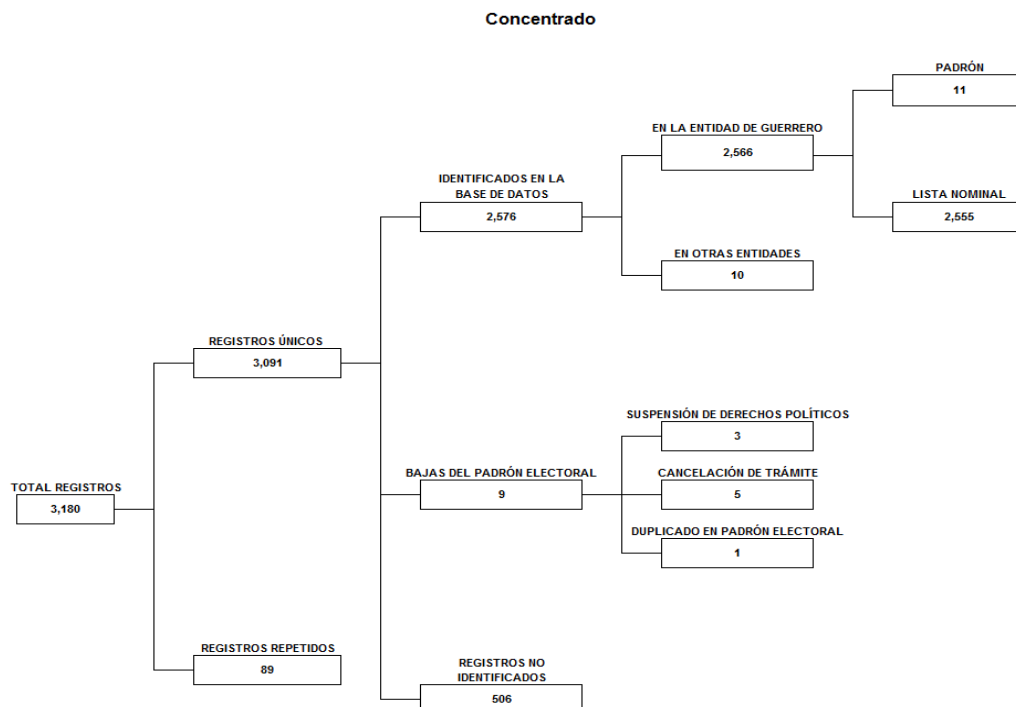 Concentrado
PADRÓN
11
EN LA ENTIDAD DE GUERRERO
2,566
IDENTIFICADOS EN LA
BASE DE DATOS
2,576
LISTA NOMINAL
2,555
EN OTRAS ENTIDADES
10
REGISTROS ÚNICOS
3,091
SUSPENSIÓN DE DERECHOS POLÍTICOS
3
BAJAS DEL PADRÓN ELECTORAL
9
CANCELACIÓN DE TRÁMITE
5
TOTAL REGISTROS
3,180
DUPLICADO EN PADRÓN ELECTORAL
1
REGISTROS REPETIDOS
89
REGISTROS NO
IDENTIFICADOS
506